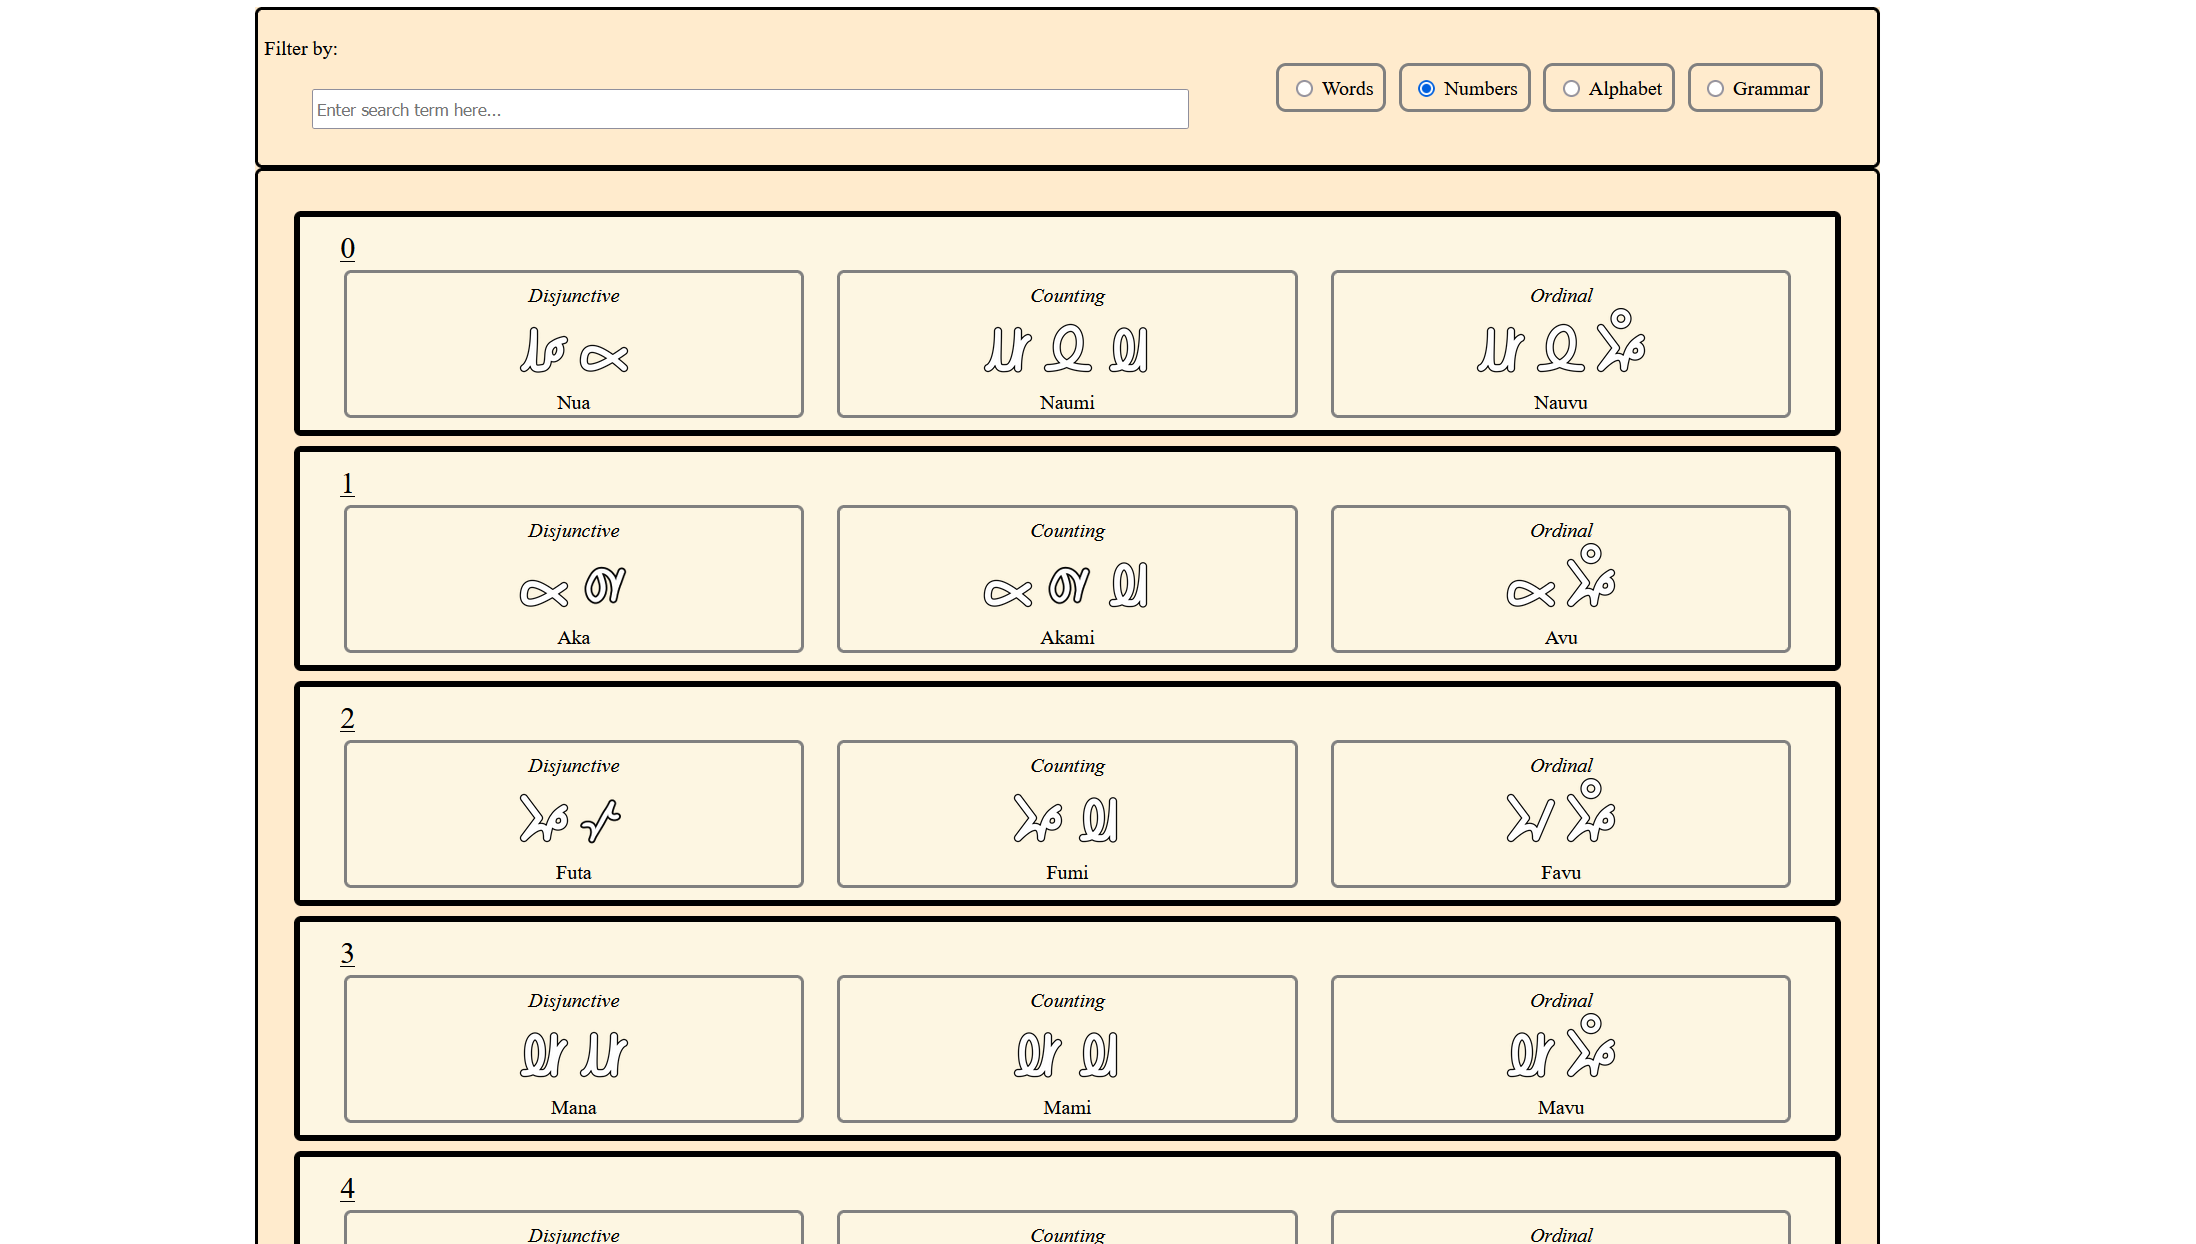 Filter by:
Enter search term here...
Words Numbers Alphabet Grammar
0
Disjunctive Counting Ordinal
Nua Naumi Nauvu
1
Disjunctive Counting Ordinal
Aka Akami Avu
2
Disjunctive Counting Ordinal
Futa Fumi Favu
3
Disjunctive Counting Ordinal
Mana Mami Mavu
4
Disjunctive Counting Ordinal